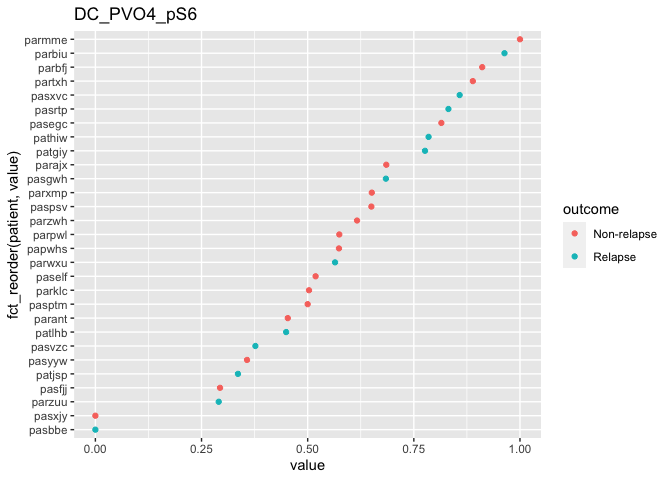 DC_PVO4_pS6
fct_reorder(patient, value)
parmme
parbiu
parbfj
partxh
pasxvc
pasrtp
pasegc
pathiw
patgiy
parajx
pasgwh
parxmp
paspsv
parzwh
parpwl
papwhs
parwxu
paself
parklc
pasptm
parant
patlhb
pasvzc
pasyyw
patjsp
pasfjj
parzuu
pasxjy
pasbbe
0.00 0.25 0.50 0.75 1.00
value
outcome
Non-relapse
Relapse